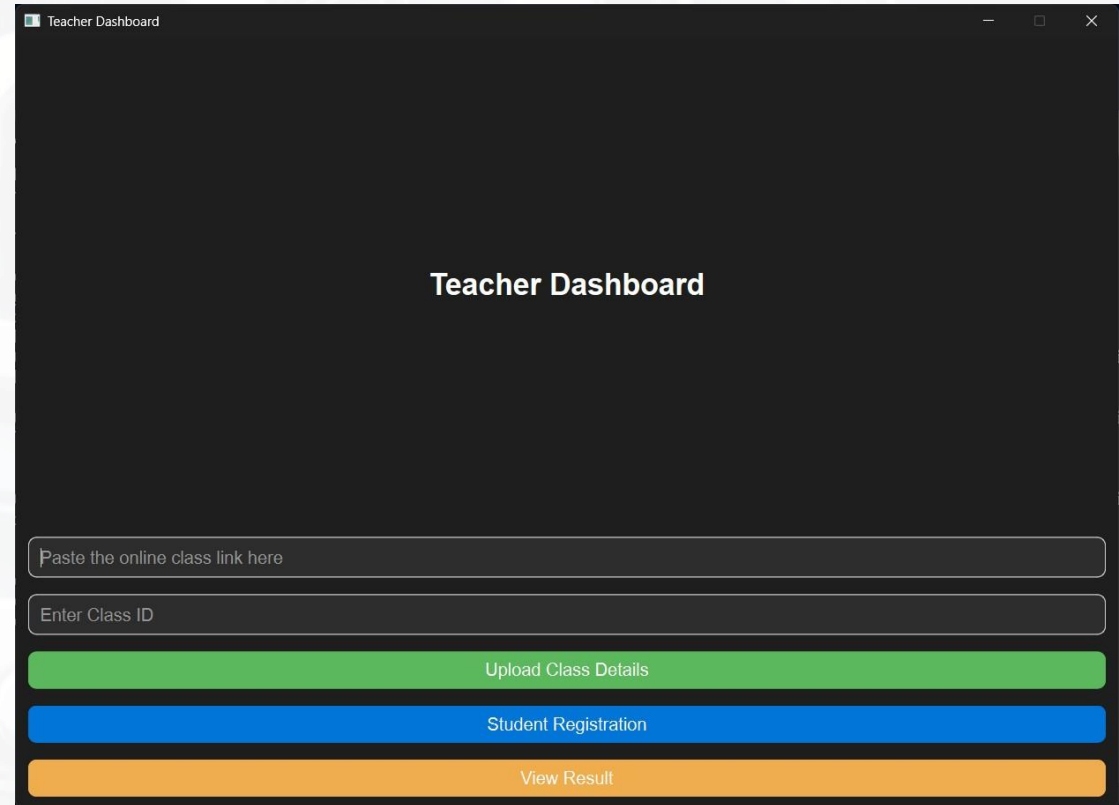 Teacher Dashboard
Teacher Dashboard
Paste the online class link here
Enter Class ID
Upload Class Details
Student Registration
View Result